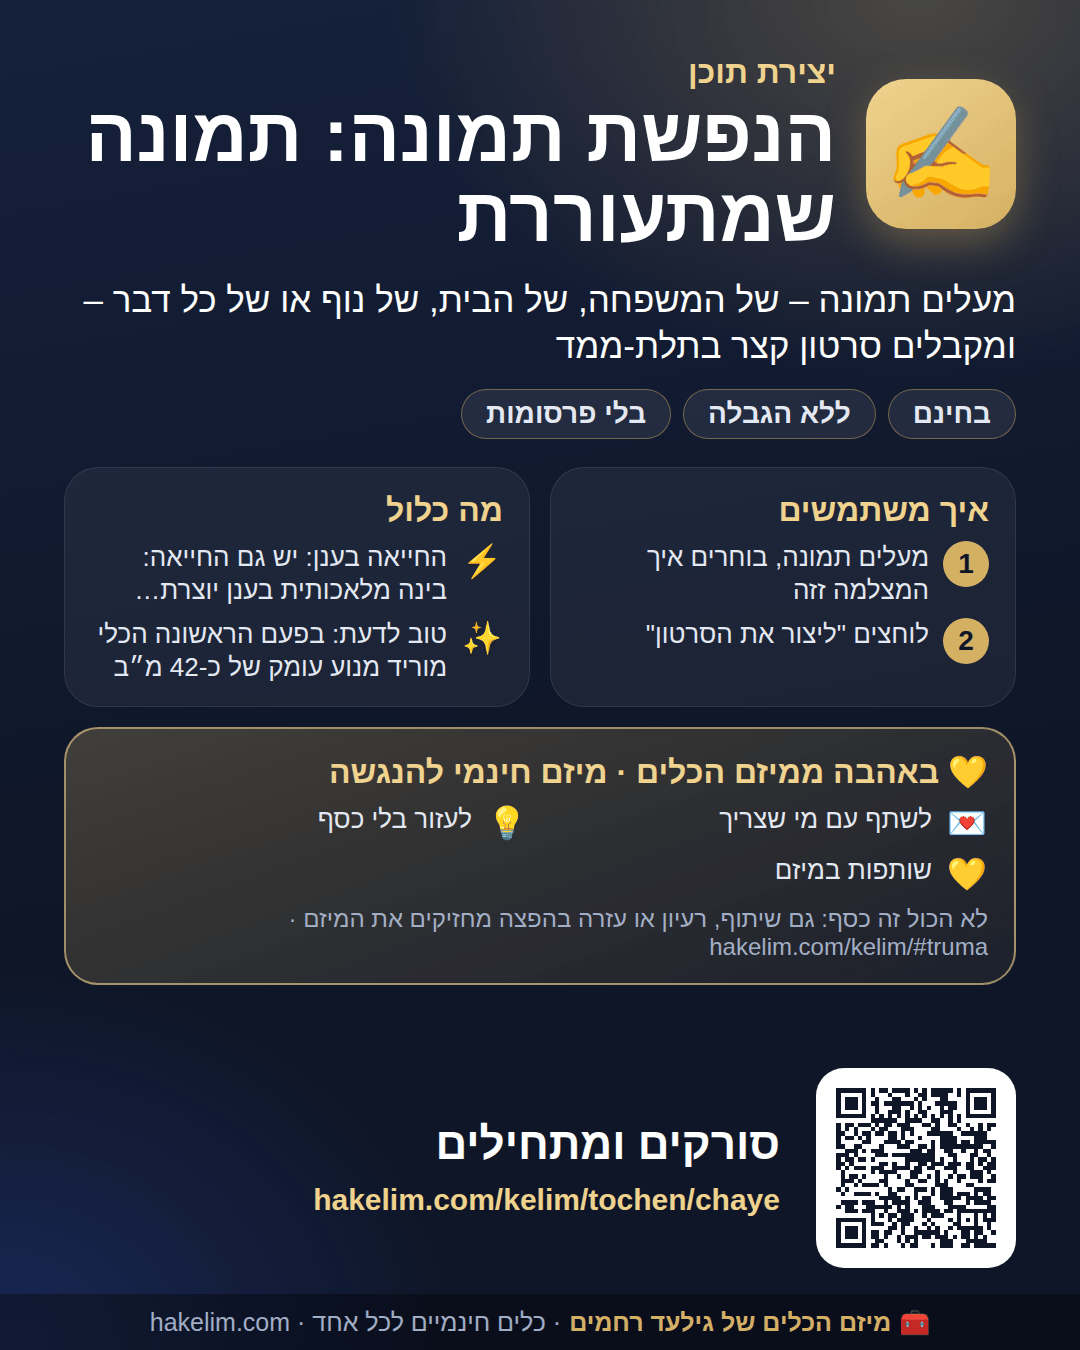 יצירת תוכן
הנפשת תמונה: תמונה
שמתעוררת
מעלים תמונה – של המשפחה, של הבית, של נוף או של כל דבר –
ומקבלים סרטון קצר בתלת-ממד
בחינם
ללא הגבלה
בלי פרסומות
איך משתמשים
1 מעלים תמונה, בוחרים איך
המצלמה זזה
2 לוחצים "ליצור את הסרטון"
מה כלול
החייאה בענן: יש גם החייאה:
בינה מלאכותית בענן יוצרת…
טוב לדעת: בפעם הראשונה הכלי
מוריד מנוע עומק של כ-42 מ״ב
באהבה ממיזם הכלים · מיזם חינמי להנגשה
לשתף עם מי שצריך
לעזור בלי כסף
שותפות במיזם
לא הכול זה כסף: גם שיתוף, רעיון או עזרה בהפצה מחזיקים את המיזם ·
hakelim.com/kelim/#truma
סורקים ומתחילים
hakelim.com/kelim/tochen/chaye
מיזם הכלים של גילעד רחמים · כלים חינמיים לכל אחד · hakelim.com